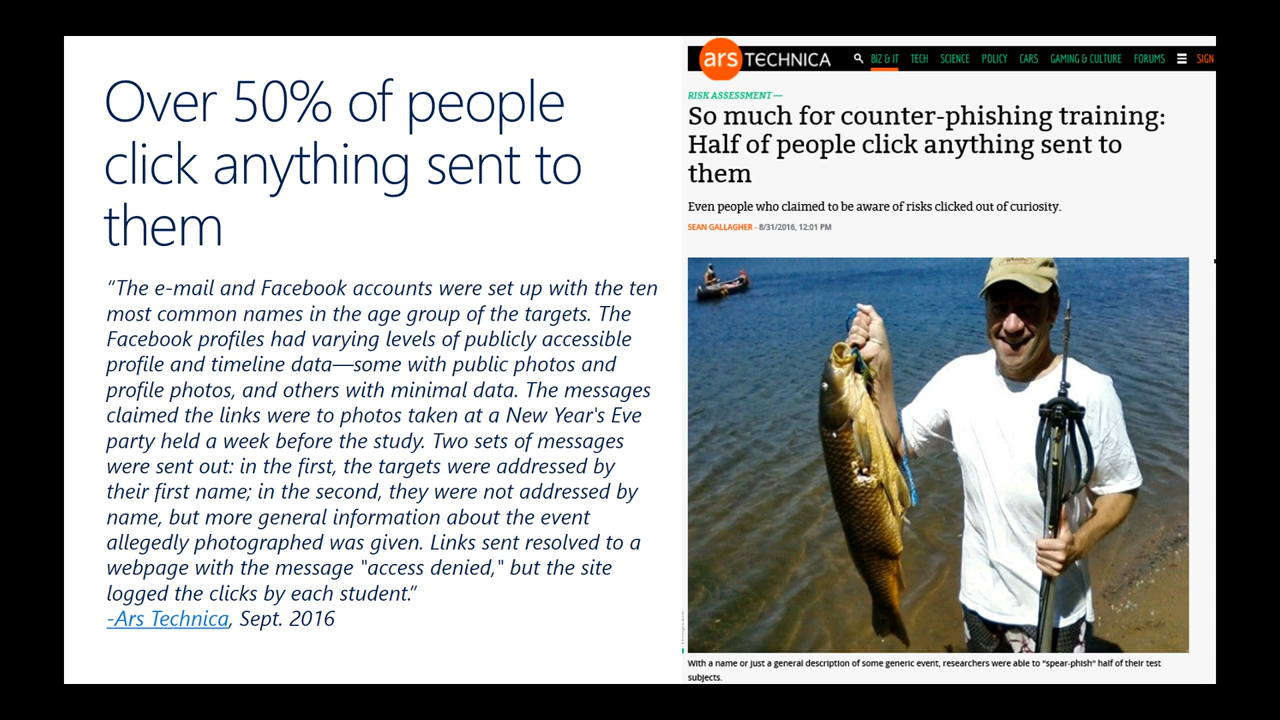 Over 50% of people
click anything sent to
them
“The e-mail and Facebook accounts were set up with the ten
most common names in the age group of the targets. The
Facebook profiles had varying levels of publicly accessible
profile and timeline data—some with public photos and
profile photos, and others with minimal data. The messages
claimed the links were to photos taken at a New Year's Eve
party held a week before the study. Two sets of messages
were sent out: in the first, the targets were addressed by
their first name; in the second, they were not addressed by
name, but more general information about the event
allegedly photographed was given. Links sent resolved to a
webpage with the message "access denied," but the site
logged the clicks by each student.”
-Ars Technica, Sept. 2016
ars TECHNICA BIZ & IT TECH SCIENCE POLICY CARS GAMING & CULTURE FORUMS SIGN
RISK ASSESSMENT —
So much for counter-phishing training:
Half of people click anything sent to
them
Even people who claimed to be aware of risks clicked out of curiosity.
SEAN GALLAGHER - 8/31/2016, 12:01 PM
With a name or just a general description of some generic event, researchers were able to "spear-phish" half of their test
subjects.